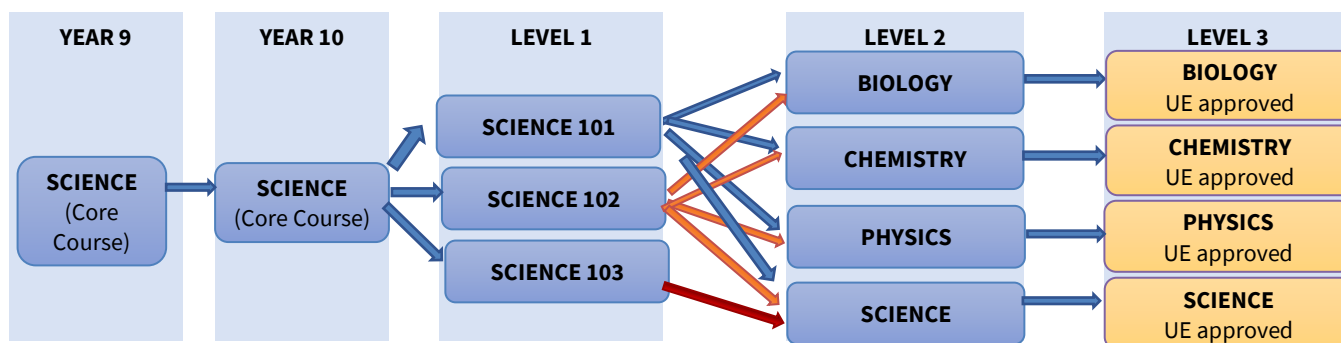 YEAR 9
YEAR 10
LEVEL 1
LEVEL 2
LEVEL 3
SCIENCE
(Core
Course)
SCIENCE
(Core Course)
SCIENCE 101
SCIENCE 102
SCIENCE 103
BIOLOGY
CHEMISTRY
PHYSICS
SCIENCE
BIOLOGY
UE approved
CHEMISTRY
UE approved
PHYSICS
UE approved
SCIENCE
UE approved